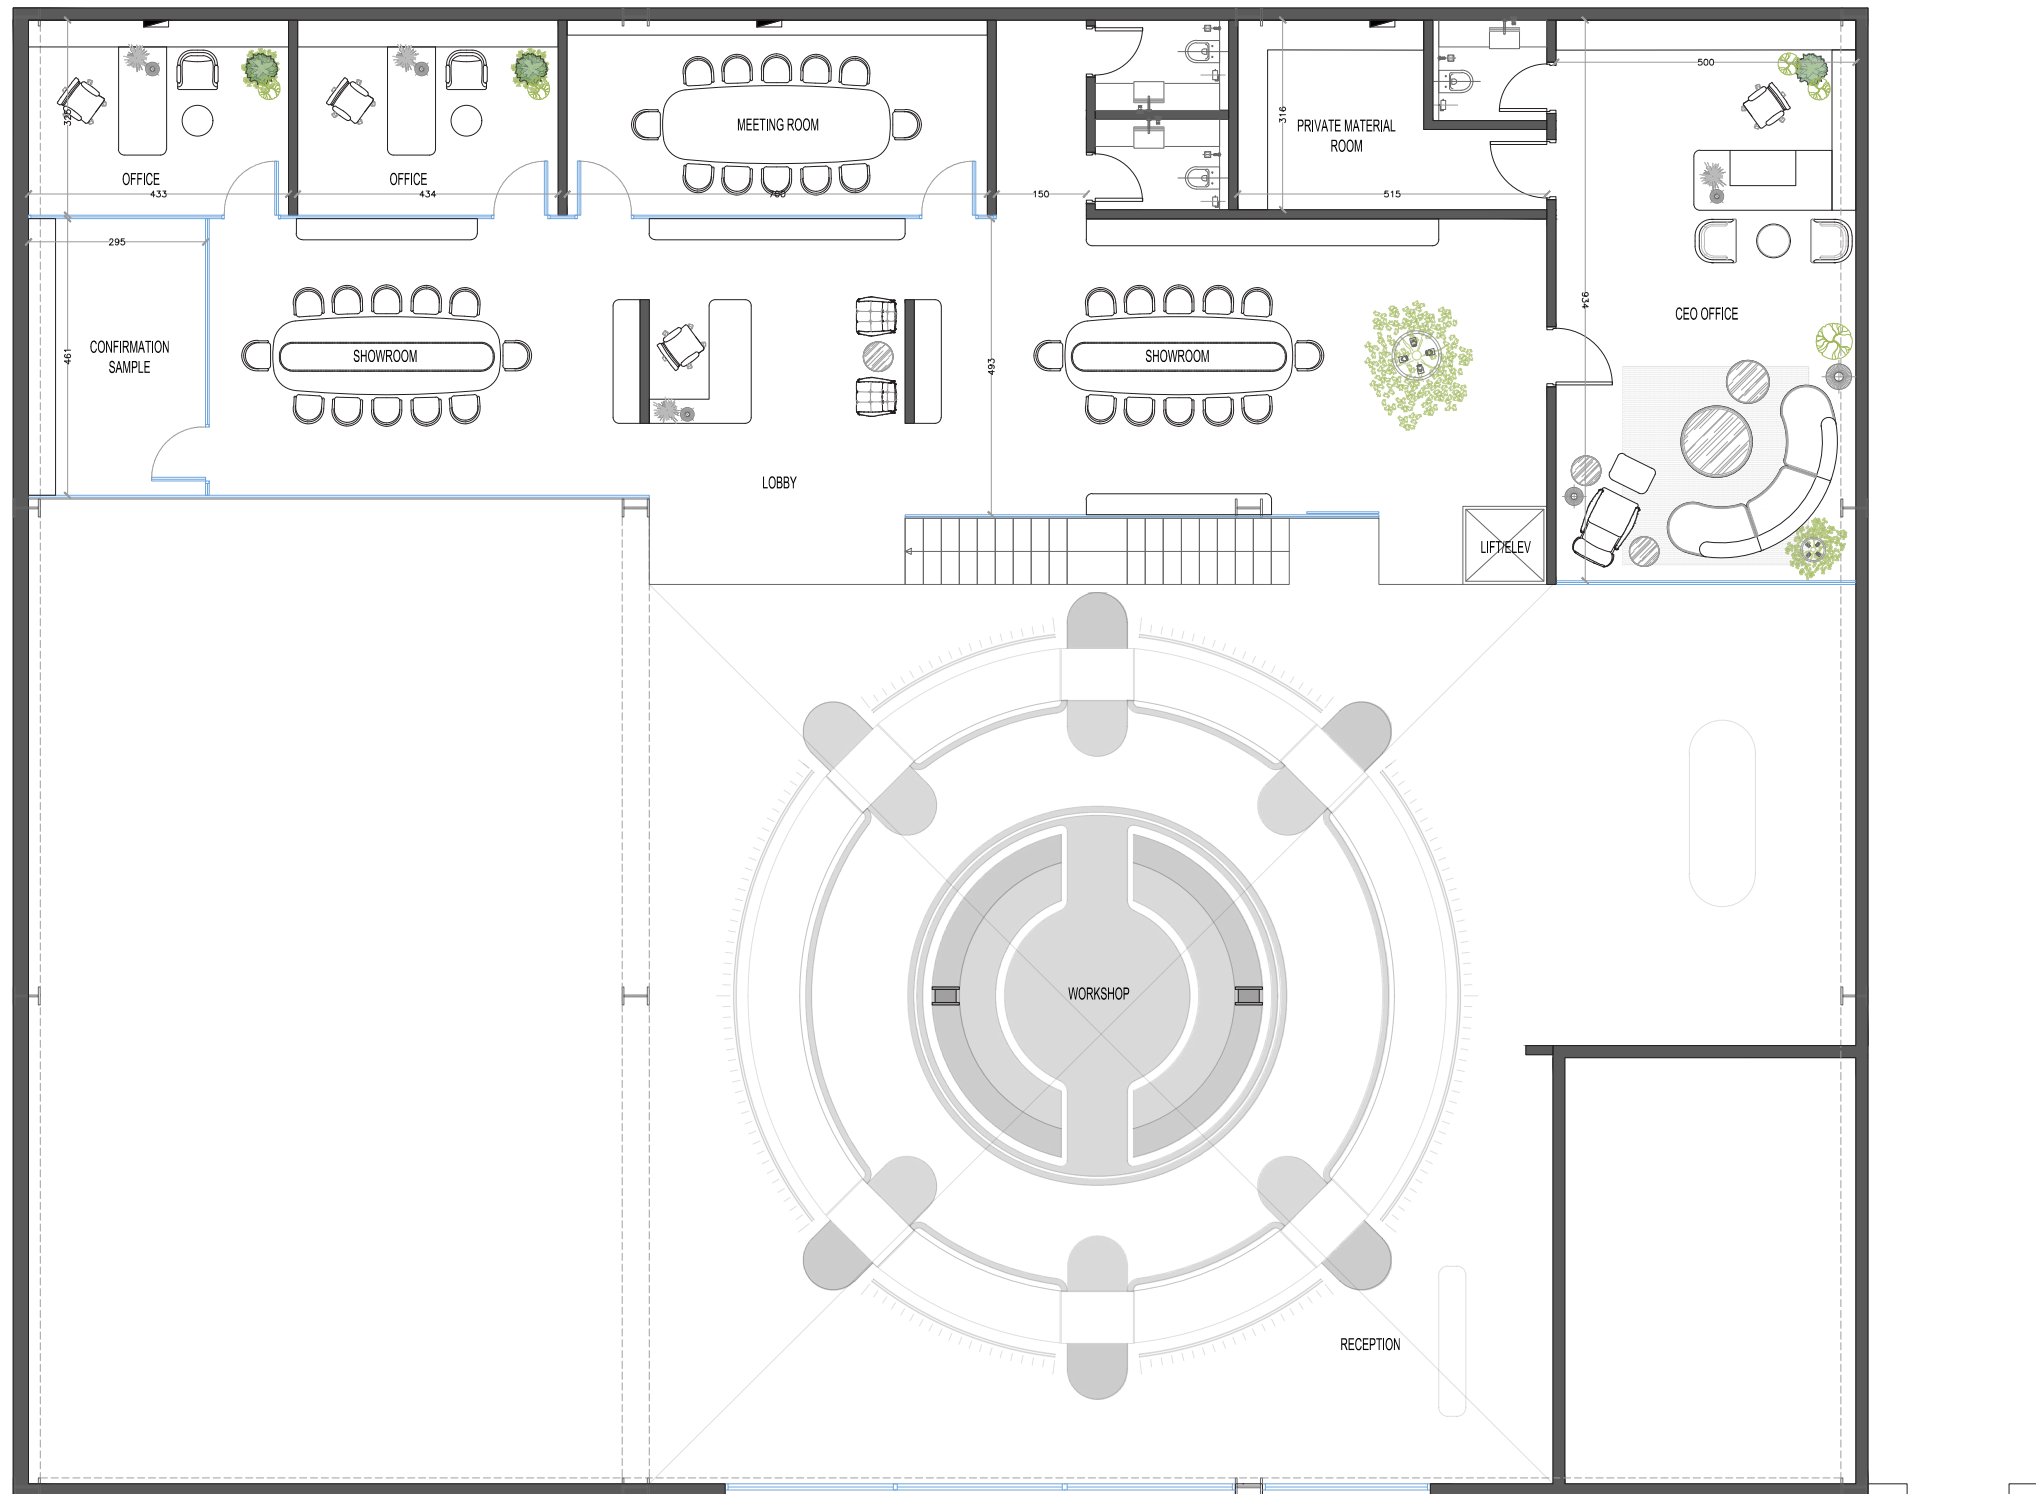 500
325
316
MEETING ROOM
PRIVATE MATERIAL
ROOM
OFFICE
OFFICE
433
434
700
150
515
295
934
CEO OFFICE
CONFIRMATION
SAMPLE
461
SHOWROOM
493
SHOWROOM
LOBBY
LIFT/ELEV
WORKSHOP
RECEPTION